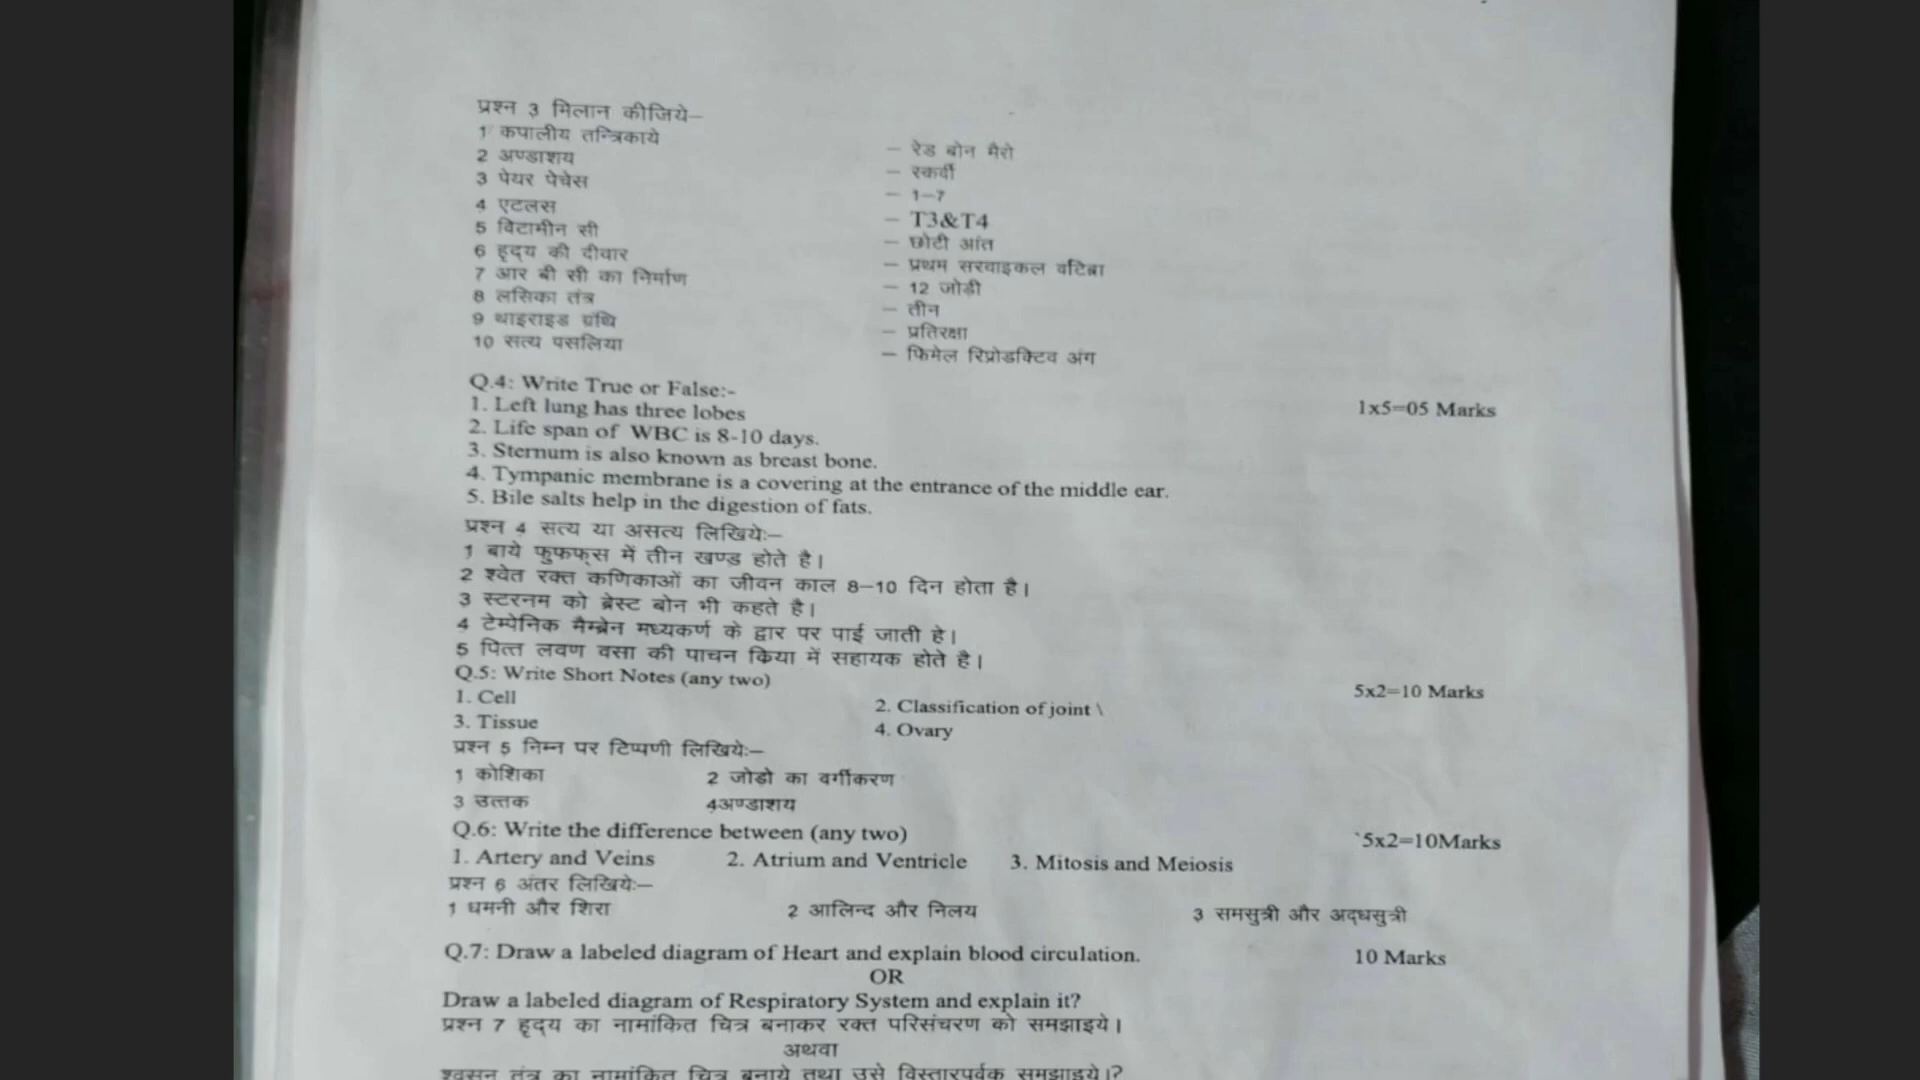 प्रश्न 3 मिलान कीजिये–
1 कपालीय तन्त्रिकाये – रेड बोन मैरो
2 अण्डाशय – स्कर्वी
3 पेयर पेचेस – 1–7
4 एटलस – T3&T4
5 विटामीन सी – छोटी आंत
6 हृदय की दीवार – प्रथम सरवाइकल वर्टिब्रा
7 आर बी सी का निर्माण – 12 जोड़ी
8 लसिका तंत्र – तीन
9 थाइराइड ग्रंथि – प्रतिरक्षा
10 सत्य पसलिया – फिमेल रिप्रोडक्टिव अंग
Q.4: Write True or False:- 1x5=05 Marks
1. Left lung has three lobes
2. Life span of WBC is 8-10 days.
3. Sternum is also known as breast bone.
4. Tympanic membrane is a covering at the entrance of the middle ear.
5. Bile salts help in the digestion of fats.
प्रश्न 4 सत्य या असत्य लिखिये:–
1 बाये फुफफ्स में तीन खण्ड होते है।
2 श्वेत रक्त कणिकाओं का जीवन काल 8–10 दिन होता है।
3 स्टरनम को ब्रेस्ट बोन भी कहते है।
4 टेम्पेनिक मैम्ब्रेन मध्यकर्ण के द्वार पर पाई जाती हे।
5 पित्त लवण वसा की पाचन किया में सहायक होते है।
Q.5: Write Short Notes (any two) 5x2=10 Marks
1. Cell 2. Classification of joint \
3. Tissue 4. Ovary
प्रश्न 5 निम्न पर टिप्पणी लिखिये:–
1 कोशिका 2 जोडो का वर्गीकरण
3 उत्तक 4अण्डाशय
Q.6: Write the difference between (any two) `5x2=10Marks
1. Artery and Veins 2. Atrium and Ventricle 3. Mitosis and Meiosis
प्रश्न 6 अंतर लिखिये:–
1 धमनी और शिरा 2 आलिन्द और निलय 3 समसुत्री और अद्धसुत्री
Q.7: Draw a labeled diagram of Heart and explain blood circulation. 10 Marks
OR
Draw a labeled diagram of Respiratory System and explain it?
प्रश्न 7 हृदय का नामांकित चित्र बनाकर रक्त परिसंचरण को समझाइये।
अथवा
श्वसन तंत्र का नामांकित चित्र बनाये तथा उसे विस्तारपूर्वक समझाइये।?